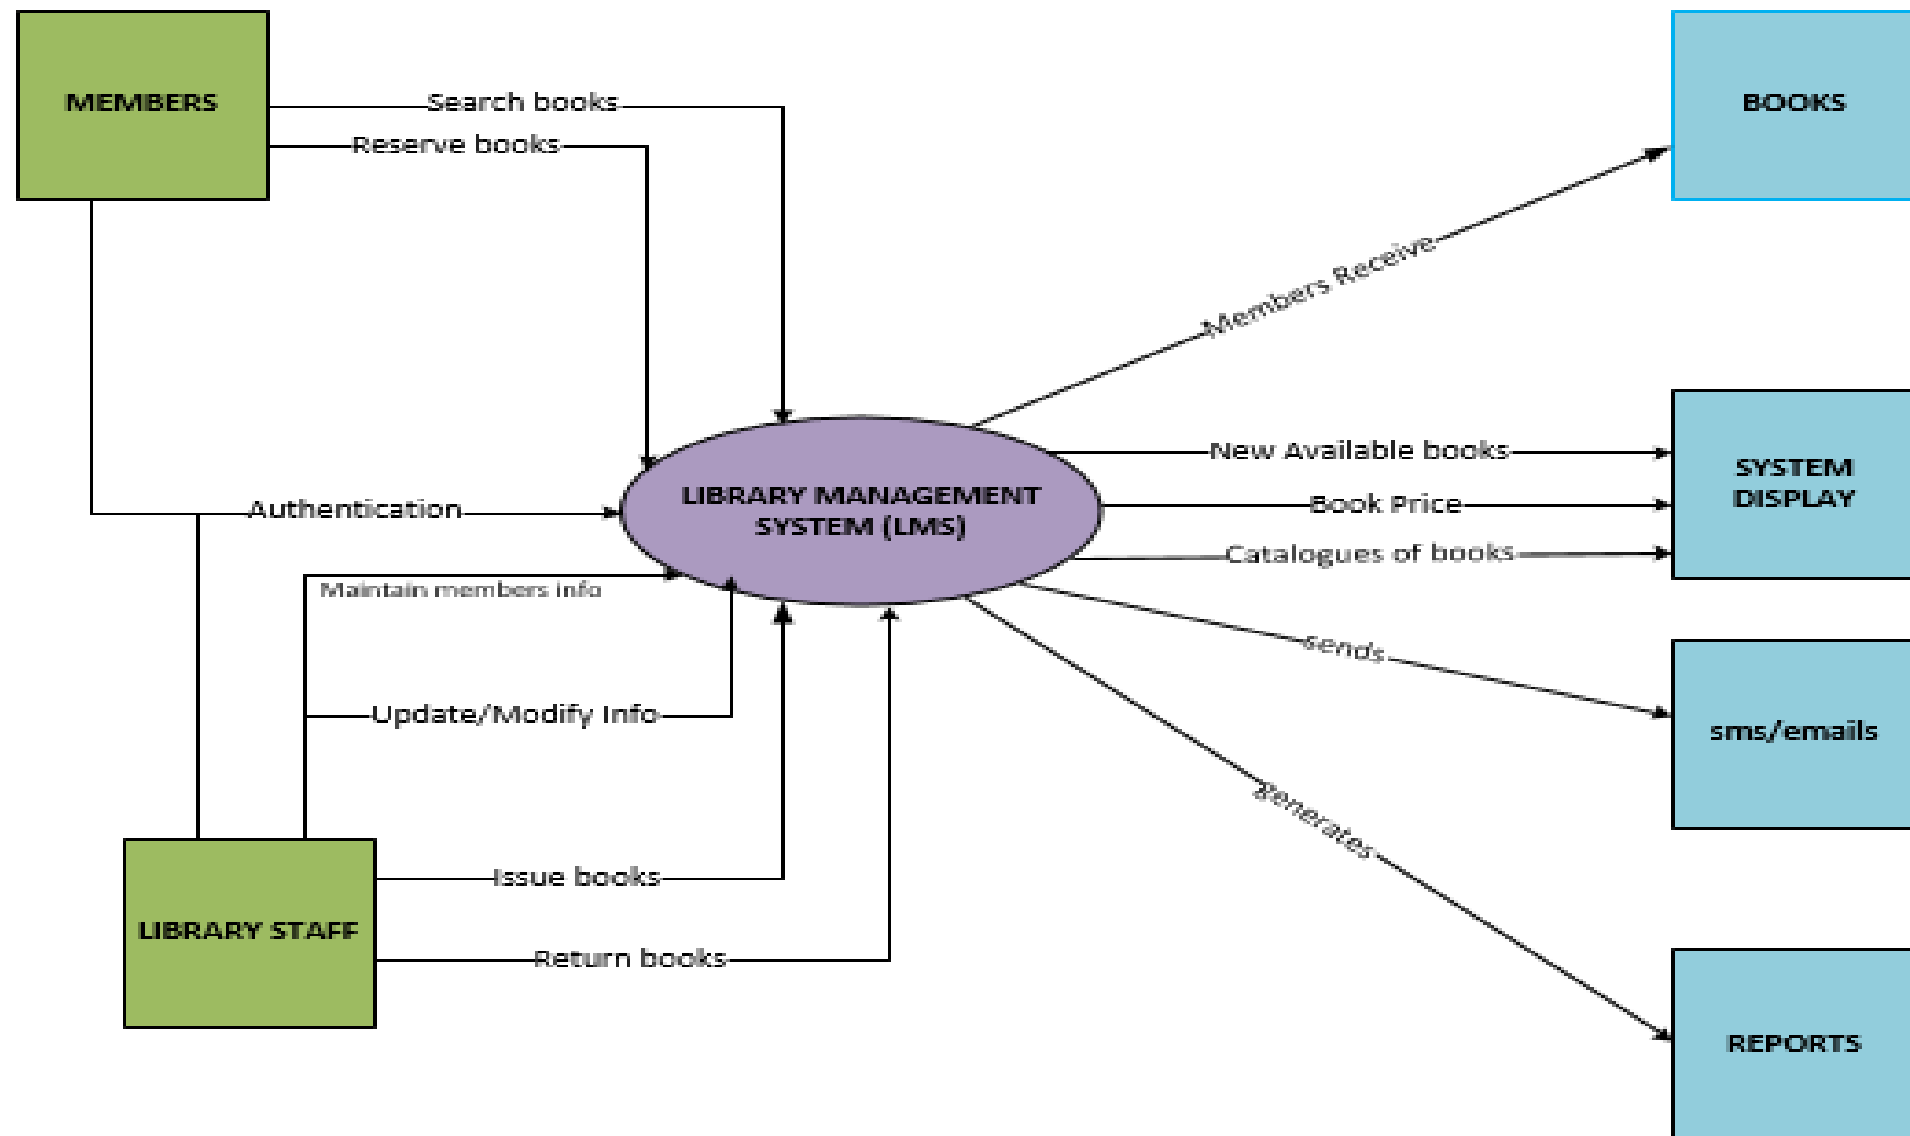 MEMBERS
Search books
Reserve books
BOOKS
Members Receive
New Available books
SYSTEM
DISPLAY
LIBRARY MANAGEMENT
SYSTEM (LMS)
Book Price
Authentication
Catalogues of books
Maintain members info
sends
Update/Modify Info
sms/emails
generates
Issue books
LIBRARY STAFF
Return books
REPORTS